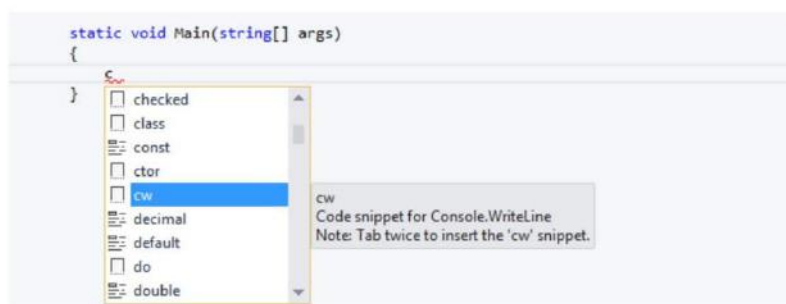 static void Main(string[] args)
{
c
}
checked
class
const
ctor
cw
decimal
default
do
double
cw
Code snippet for Console.WriteLine
Note: Tab twice to insert the 'cw' snippet.